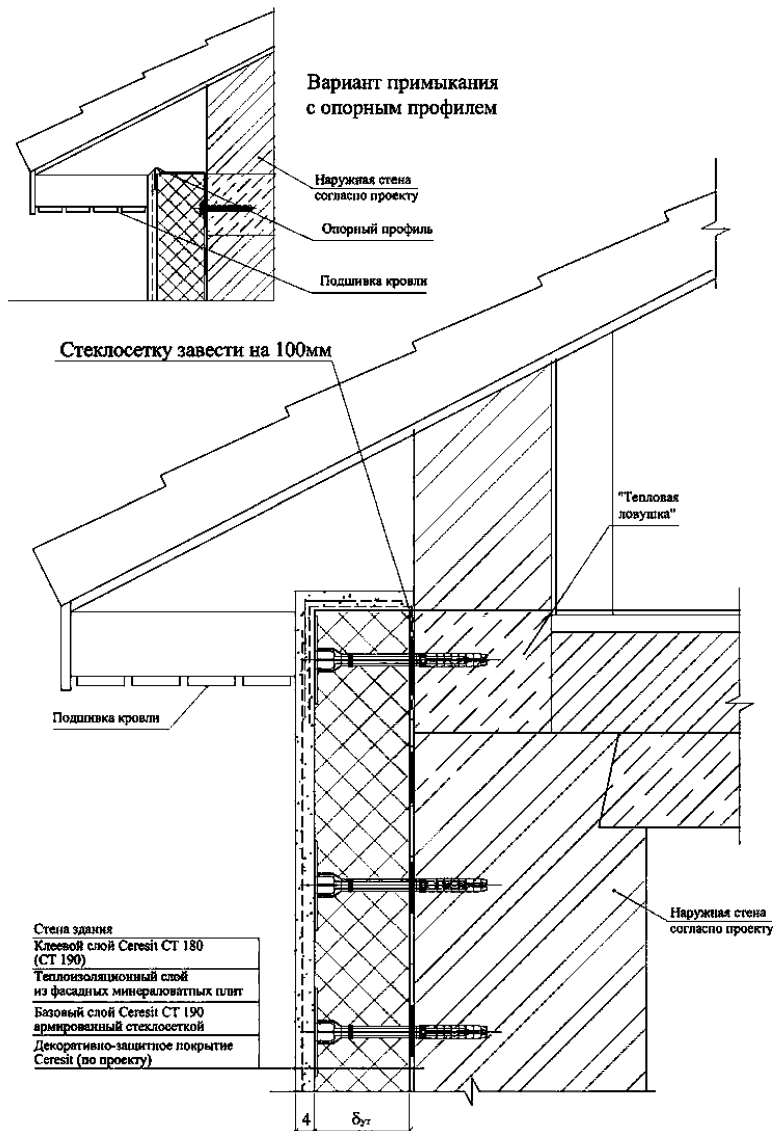 Вариант примыкания
с опорным профилем
Наружная стена
согласно проекту
Опорный профиль
Подшивка кровли
Стеклосетку завести на 100мм
"Тепловая
ловушка"
Подшивка кровли
Наружная стена
согласно проекту
Стена здания
Клеевой слой Ceresit CT 180
(CT 190)
Теплоизоляционный слой
из фасадных минераловатных плит
Базовый слой Ceresit CT 190
армированный стеклосеткой
Декоративно-защитное покрытие
Ceresit (по проекту)
4 δут